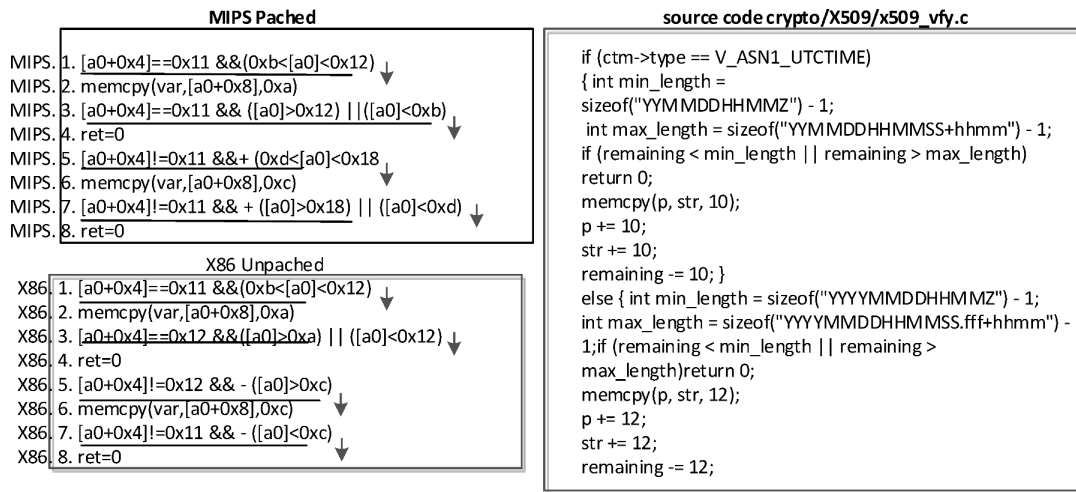 MIPS Pached
MIPS. 1. [a0+0x4]==0x11 &&(0xb<[a0]<0x12)
MIPS. 2. memcpy(var,[a0+0x8],0xa)
MIPS. 3. [a0+0x4]==0x11 && ([a0]>0x12) ||([a0]<0xb)
MIPS. 4. ret=0
MIPS. 5. [a0+0x4]!=0x11 &&+ (0xd<[a0]<0x18
MIPS. 6. memcpy(var,[a0+0x8],0xc)
MIPS. 7. [a0+0x4]!=0x11 && + ([a0]>0x18) || ([a0]<0xd)
MIPS. 8. ret=0
X86 Unpached
X86. 1. [a0+0x4]==0x11 &&(0xb<[a0]<0x12)
X86. 2. memcpy(var,[a0+0x8],0xa)
X86. 3. [a0+0x4]==0x12 &&([a0]>0xa) || ([a0]<0x12)
X86. 4. ret=0
X86. 5. [a0+0x4]!=0x12 && - ([a0]>0xc)
X86. 6. memcpy(var,[a0+0x8],0xc)
X86. 7. [a0+0x4]!=0x11 && - ([a0]<0xc)
X86. 8. ret=0
source code crypto/X509/x509_vfy.c
if (ctm->type == V_ASN1_UTCTIME)
{ int min_length =
sizeof("YYMMDDHHMMZ") - 1;
int max_length = sizeof("YYMMDDHHMMSS+hhmm") - 1;
if (remaining < min_length || remaining > max_length)
return 0;
memcpy(p, str, 10);
p += 10;
str += 10;
remaining -= 10; }
else { int min_length = sizeof("YYYYMMDDHHMMZ") - 1;
int max_length = sizeof("YYYYMMDDHHMMSS.fff+hhmm") -
1;if (remaining < min_length || remaining >
max_length)return 0;
memcpy(p, str, 12);
p += 12;
str += 12;
remaining -= 12;